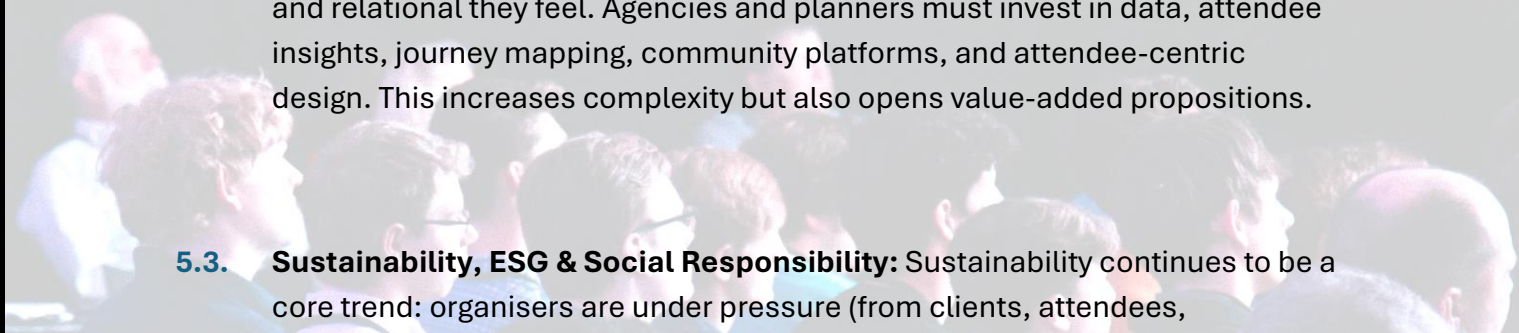 and relational they feel. Agencies and planners must invest in data, attendee
insights, journey mapping, community platforms, and attendee-centric
design. This increases complexity but also opens value-added propositions.
5.3. Sustainability, ESG & Social Responsibility: Sustainability continues to be a
core trend: organisers are under pressure (from clients, attendees,